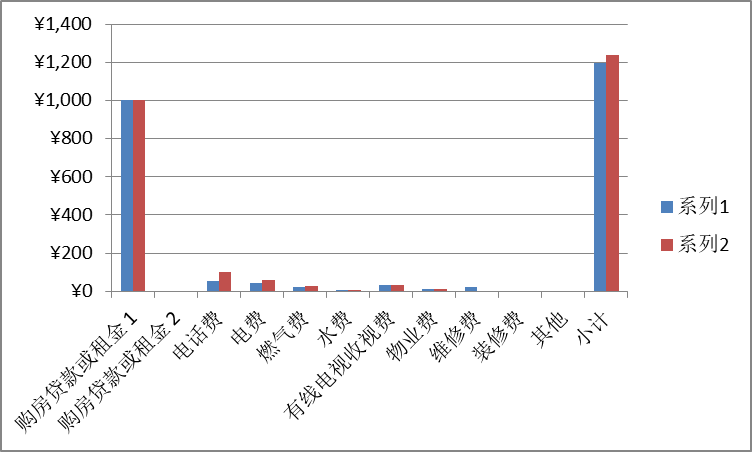 ¥1,400
¥1,200
¥1,000
¥800
¥600
¥400
¥200
¥0
购房贷款或租金1
购房贷款或租金2
电话费
电费
燃气费
水费
有线电视收视费
物业费
维修费
装修费
其他
小计
系列1
系列2